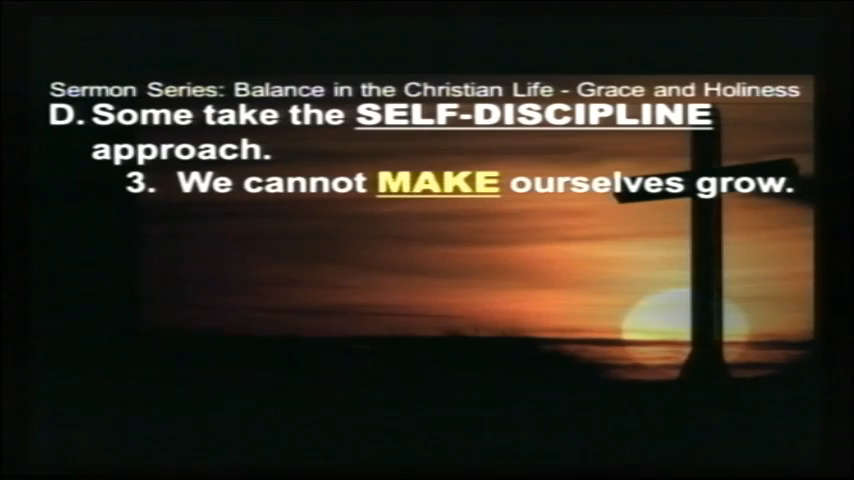 Sermon Series: Balance in the Christian Life - Grace and Holiness
D. Some take the SELF-DISCIPLINE
approach.
3. We cannot MAKE ourselves grow.